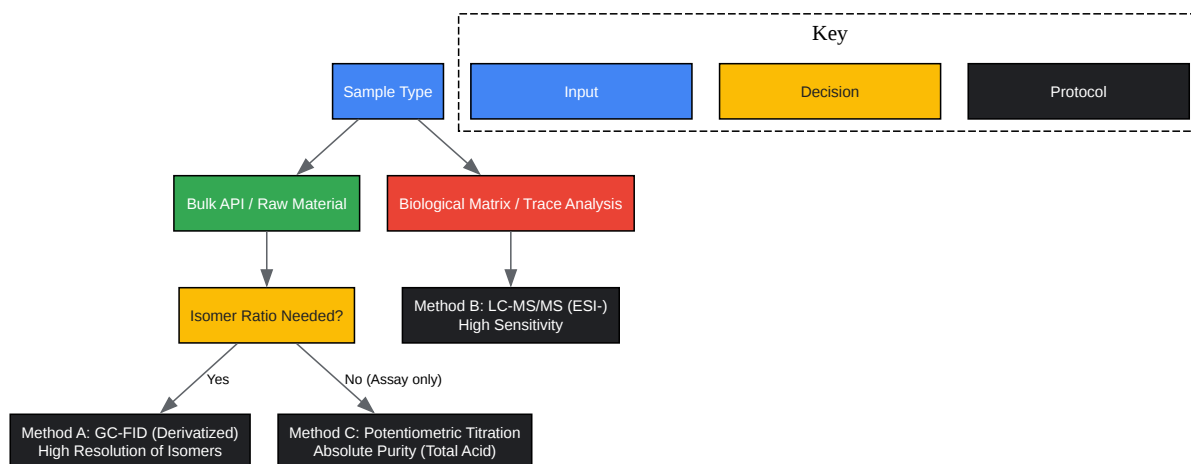 Key
Sample Type
Input
Decision
Protocol
Bulk API / Raw Material
Biological Matrix / Trace Analysis
Isomer Ratio Needed?
Method B: LC-MS/MS (ESI-)
High Sensitivity
Yes
No (Assay only)
Method A: GC-FID (Derivatized)
High Resolution of Isomers
Method C: Potentiometric Titration
Absolute Purity (Total Acid)